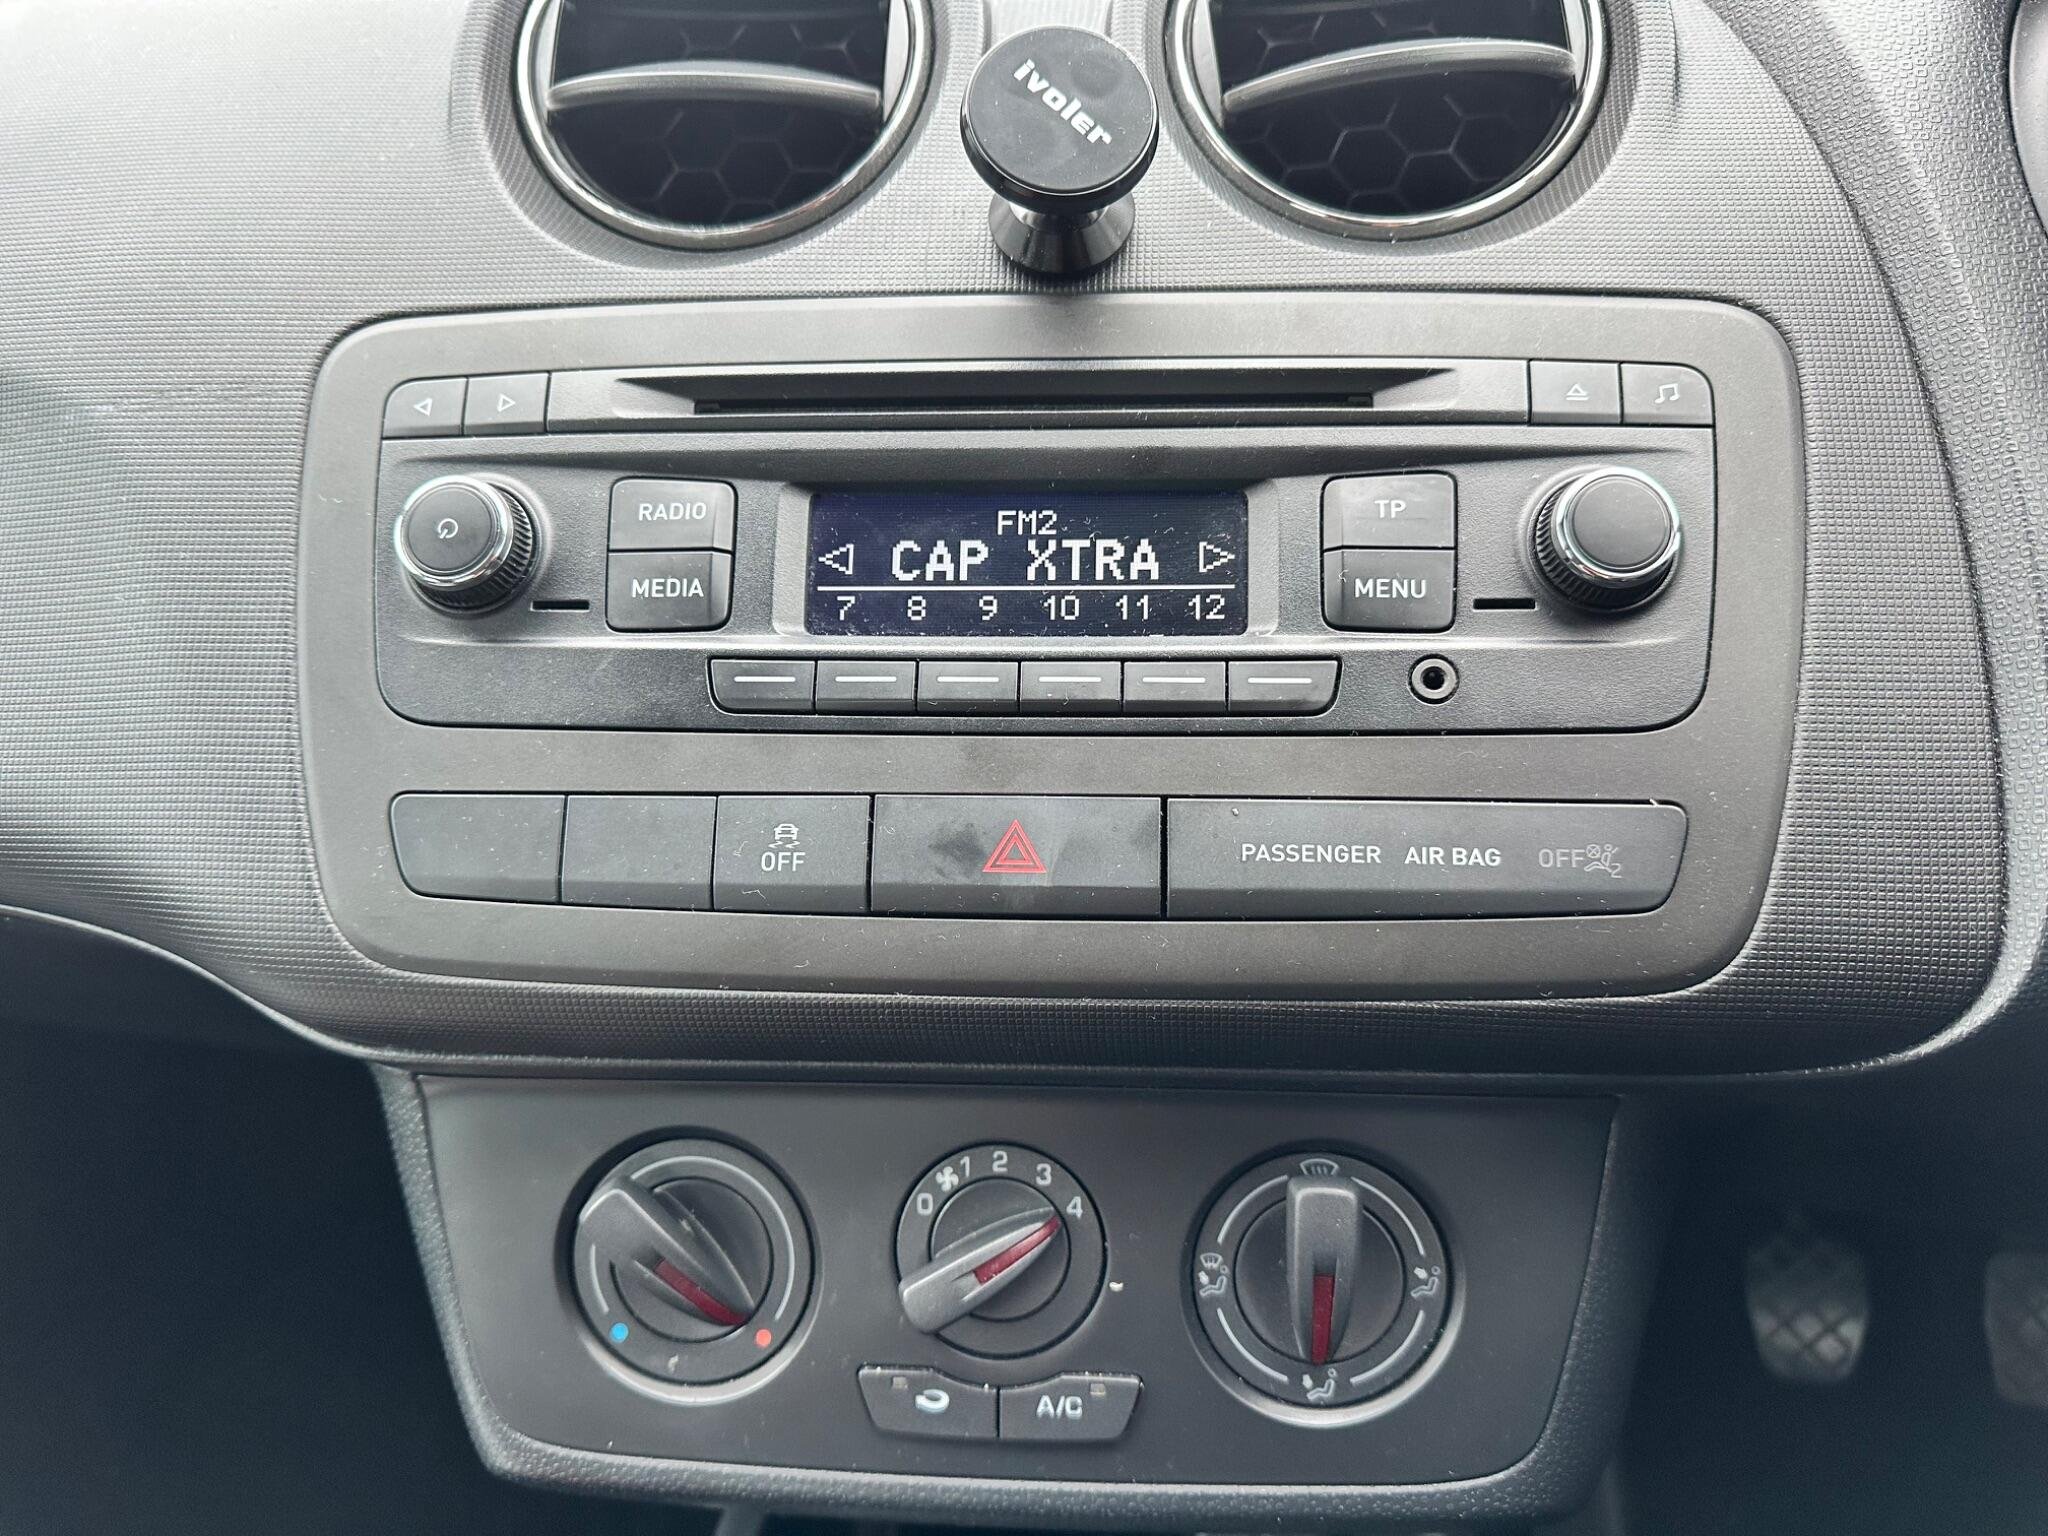 ivoler
RADIO
MEDIA
FM2
CAP XTRA
7 8 9 10 11 12
TP
MENU
OFF
PASSENGER AIR BAG OFF 2
0 1 2 3 4
A/C